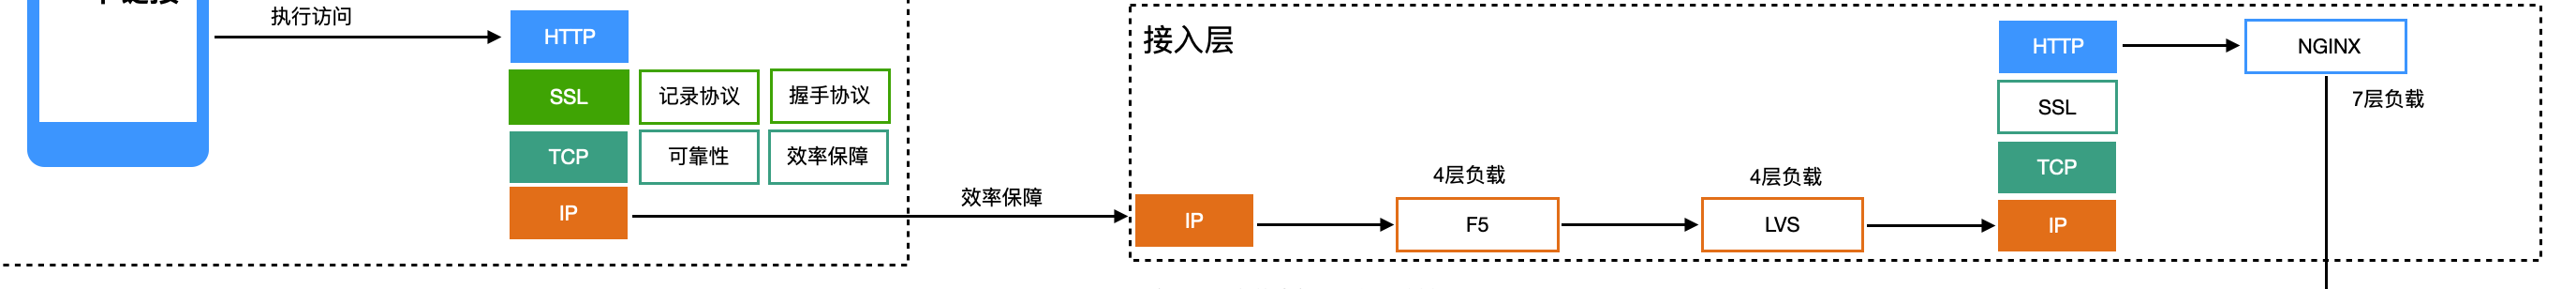 执行访问
HTTP
SSL
记录协议
握手协议
TCP
可靠性
效率保障
IP
效率保障
接入层
IP
4层负载
F5
4层负载
LVS
HTTP
SSL
TCP
IP
NGINX
7层负载